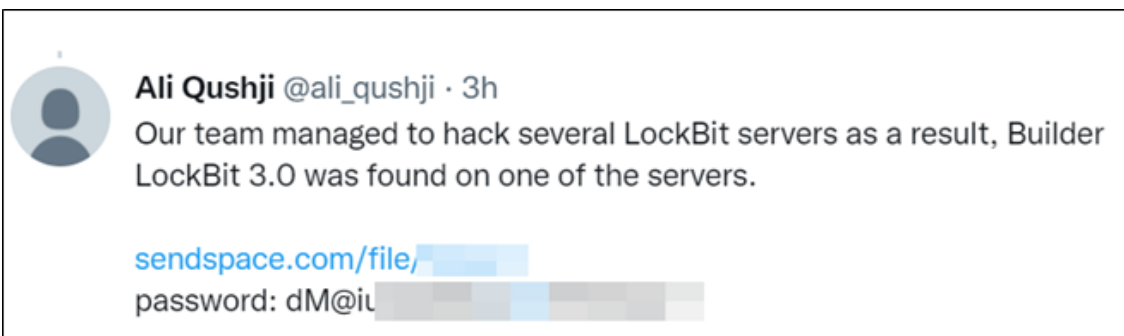 Ali Qushji @ali_qushji · 3h
Our team managed to hack several LockBit servers as a result, Builder
LockBit 3.0 was found on one of the servers.
sendspace.com/file/
password: